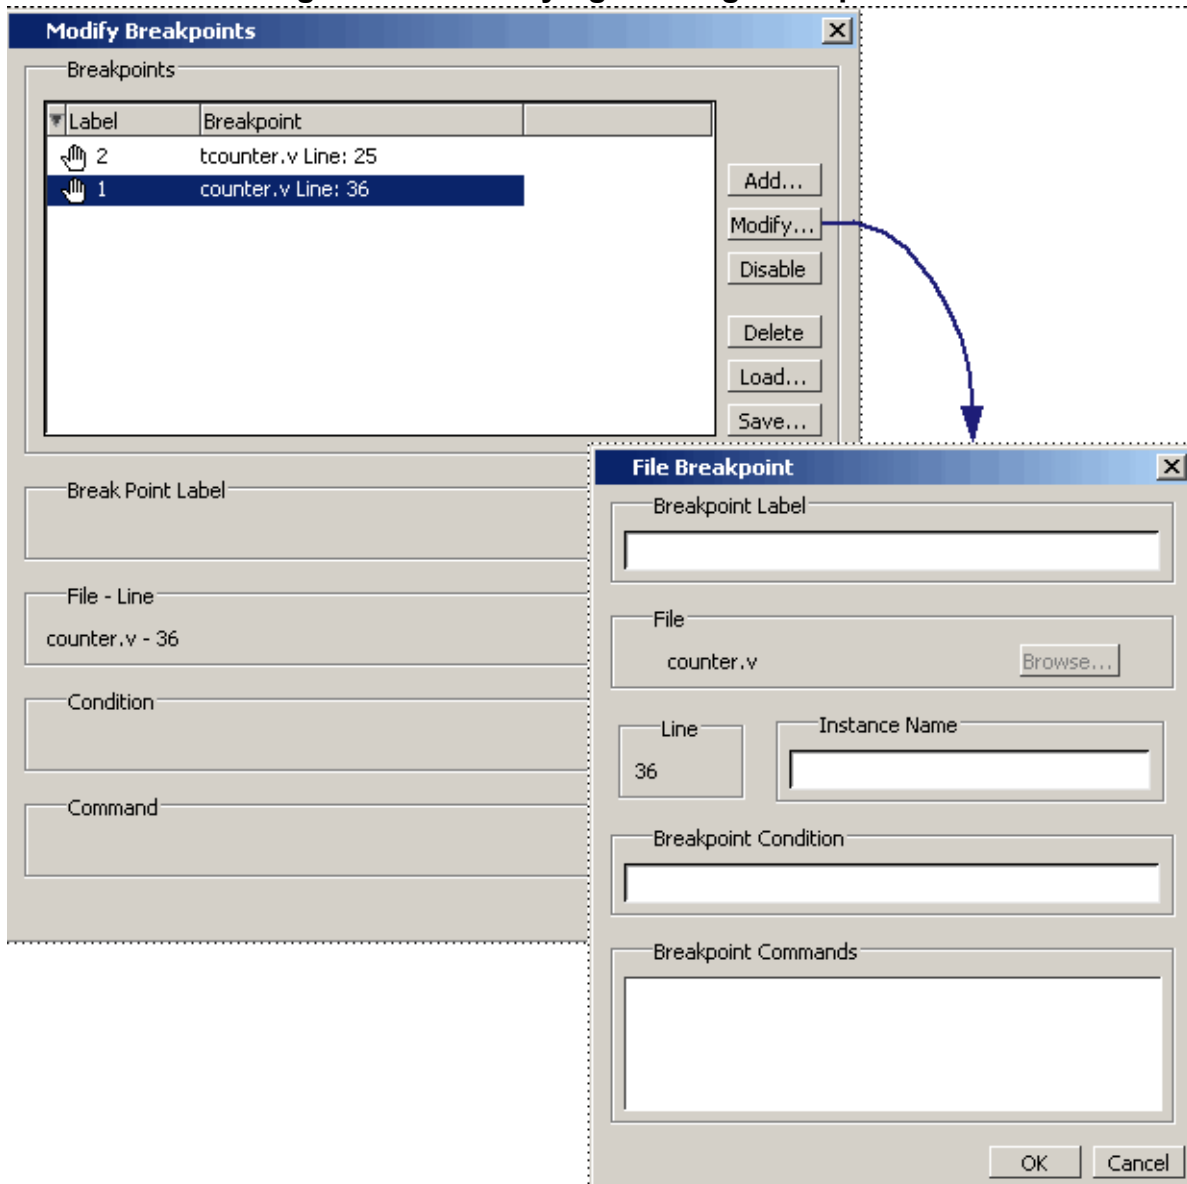 Modify Breakpoints
Breakpoints
Label Breakpoint
2 tcounter.v Line: 25
1 counter.v Line: 36
Add...
Modify...
Disable
Delete
Load...
Save...
Break Point Label
File - Line
counter.v - 36
Condition
Command
File Breakpoint
Breakpoint Label
File
counter.v Browse...
Line Instance Name
36
Breakpoint Condition
Breakpoint Commands
OK Cancel